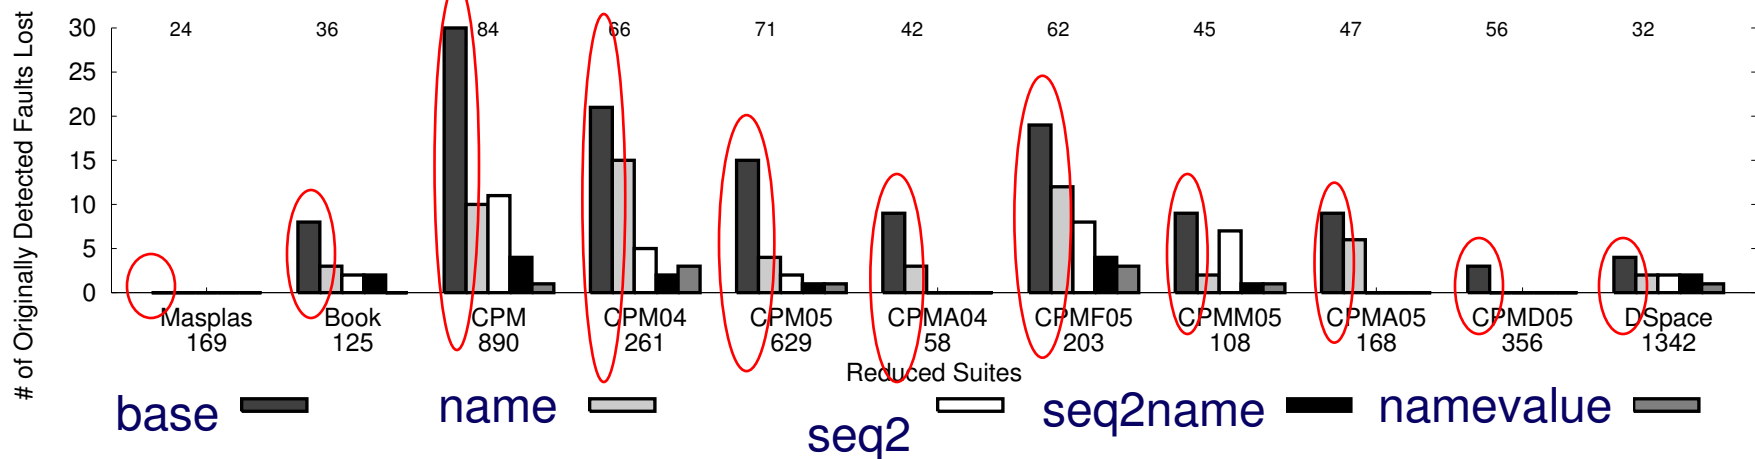 # of Originally Detected Faults Lost
30
25
20
15
10
5
0
24 36 84 66 71 42 62 45 47 56 32
Masplas Book CPM CPM04 CPM05 CPMA04 CPMF05 CPMM05 CPMA05 CPMD05 DSpace
169 125 890 261 629 58 203 108 168 356 1342
Reduced Suites
base name seq2 seq2name namevalue